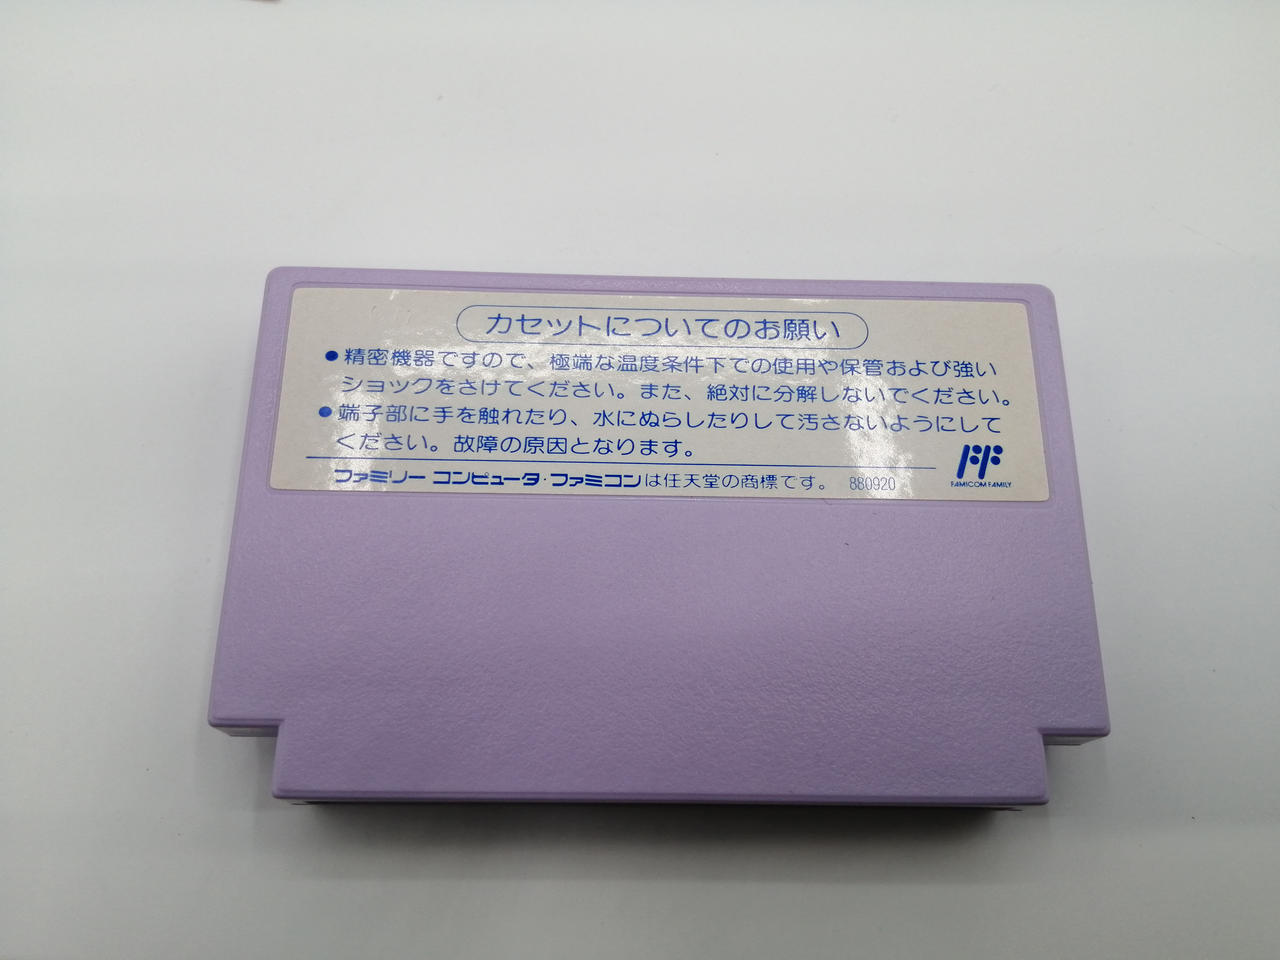 カセットについてのお願い
●精密機器ですので、極端な温度条件下での使用や保管および強い
ショックをさけてください。また、絶対に分解しないでください。
●端子部に手を触れたり、水にぬらしたりして汚さないようにして
ください。故障の原因となります。
ファミリー コンピュータ・ファミコンは任天堂の商標です。 880920
FF
FAMICOM FAMILY